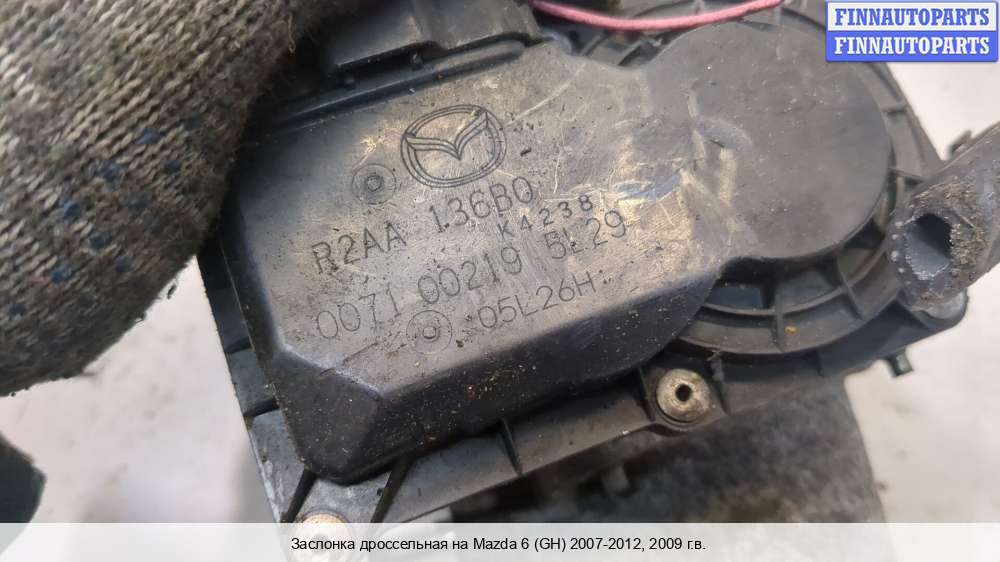 FINNAUTOPARTS
FINNAUTOPARTS
R2AA 136B0
K4238
0071 00219 5L29
05L26H
Заслонка дроссельная на Mazda 6 (GH) 2007-2012, 2009 г.в.